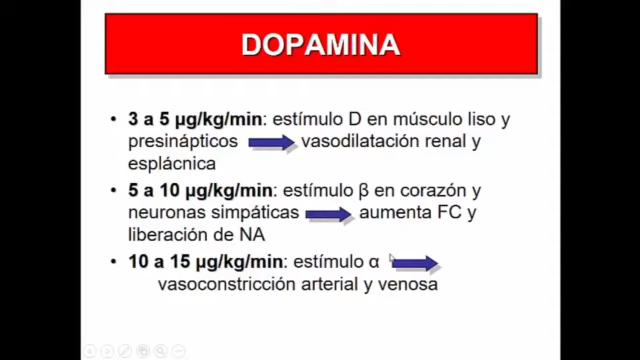 DOPAMINA
• 3 a 5 µg/kg/min: estímulo D en músculo liso y
presinápticos vasodilatación renal y
esplácnica
• 5 a 10 µg/kg/min: estímulo β en corazón y
neuronas simpáticas aumenta FC y
liberación de NA
• 10 a 15 µg/kg/min: estímulo α
vasoconstricción arterial y venosa